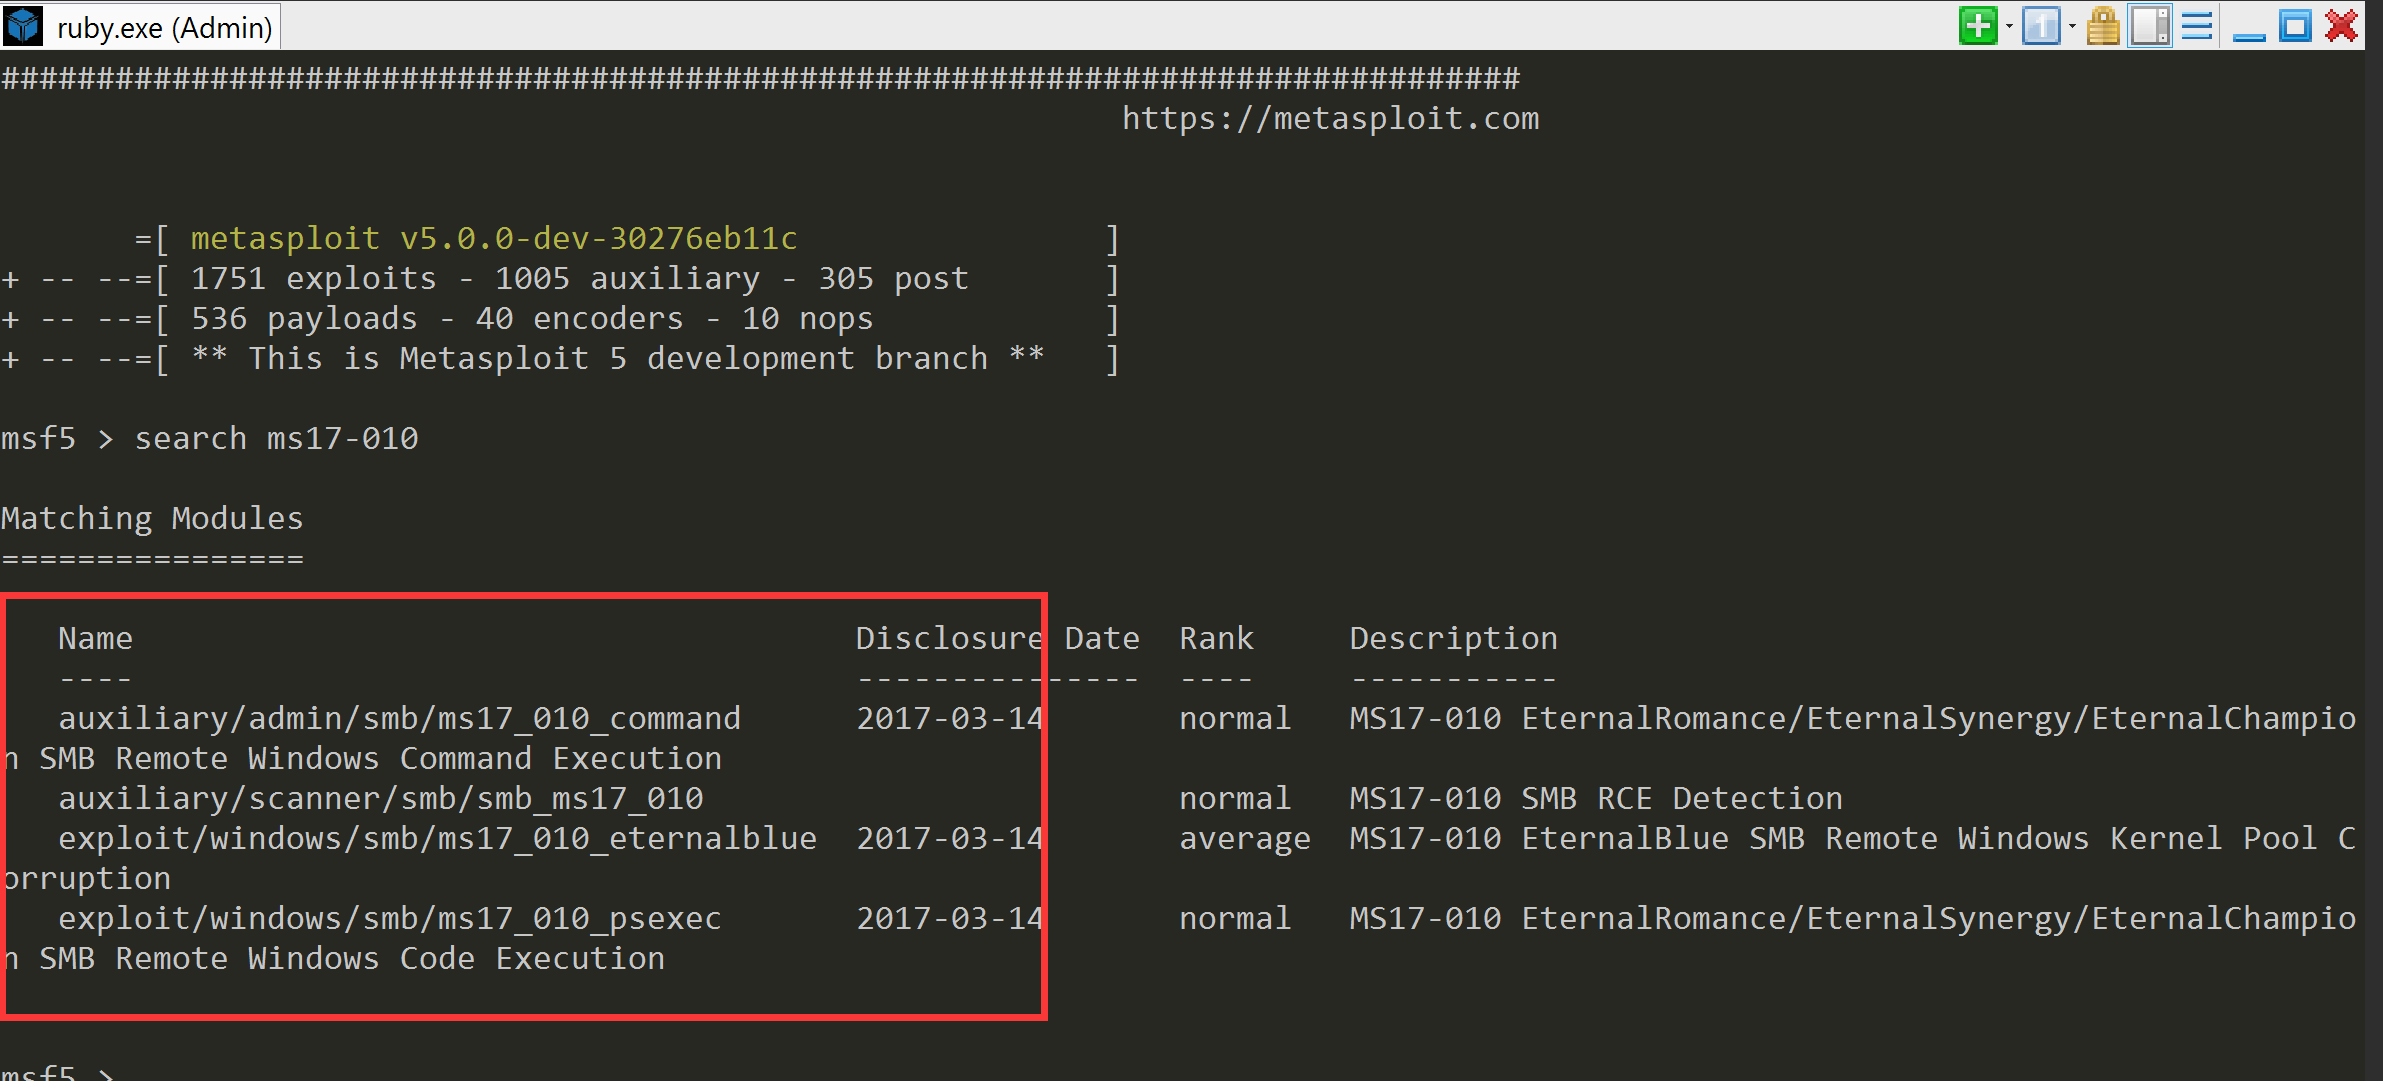 ruby.exe (Admin)
################################################################################
https://metasploit.com
=[ metasploit v5.0.0-dev-30276eb11c ]
+ -- --=[ 1751 exploits - 1005 auxiliary - 305 post ]
+ -- --=[ 536 payloads - 40 encoders - 10 nops ]
+ -- --=[ ** This is Metasploit 5 development branch ** ]
msf5 > search ms17-010
Matching Modules
================
Name Disclosure Date Rank Description
---- --------------- ---- -----------
auxiliary/admin/smb/ms17_010_command 2017-03-14 normal MS17-010 EternalRomance/EternalSynergy/EternalChampio
n SMB Remote Windows Command Execution
auxiliary/scanner/smb/smb_ms17_010 normal MS17-010 SMB RCE Detection
exploit/windows/smb/ms17_010_eternalblue 2017-03-14 average MS17-010 EternalBlue SMB Remote Windows Kernel Pool C
orruption
exploit/windows/smb/ms17_010_psexec 2017-03-14 normal MS17-010 EternalRomance/EternalSynergy/EternalChampio
n SMB Remote Windows Code Execution
msf5 >